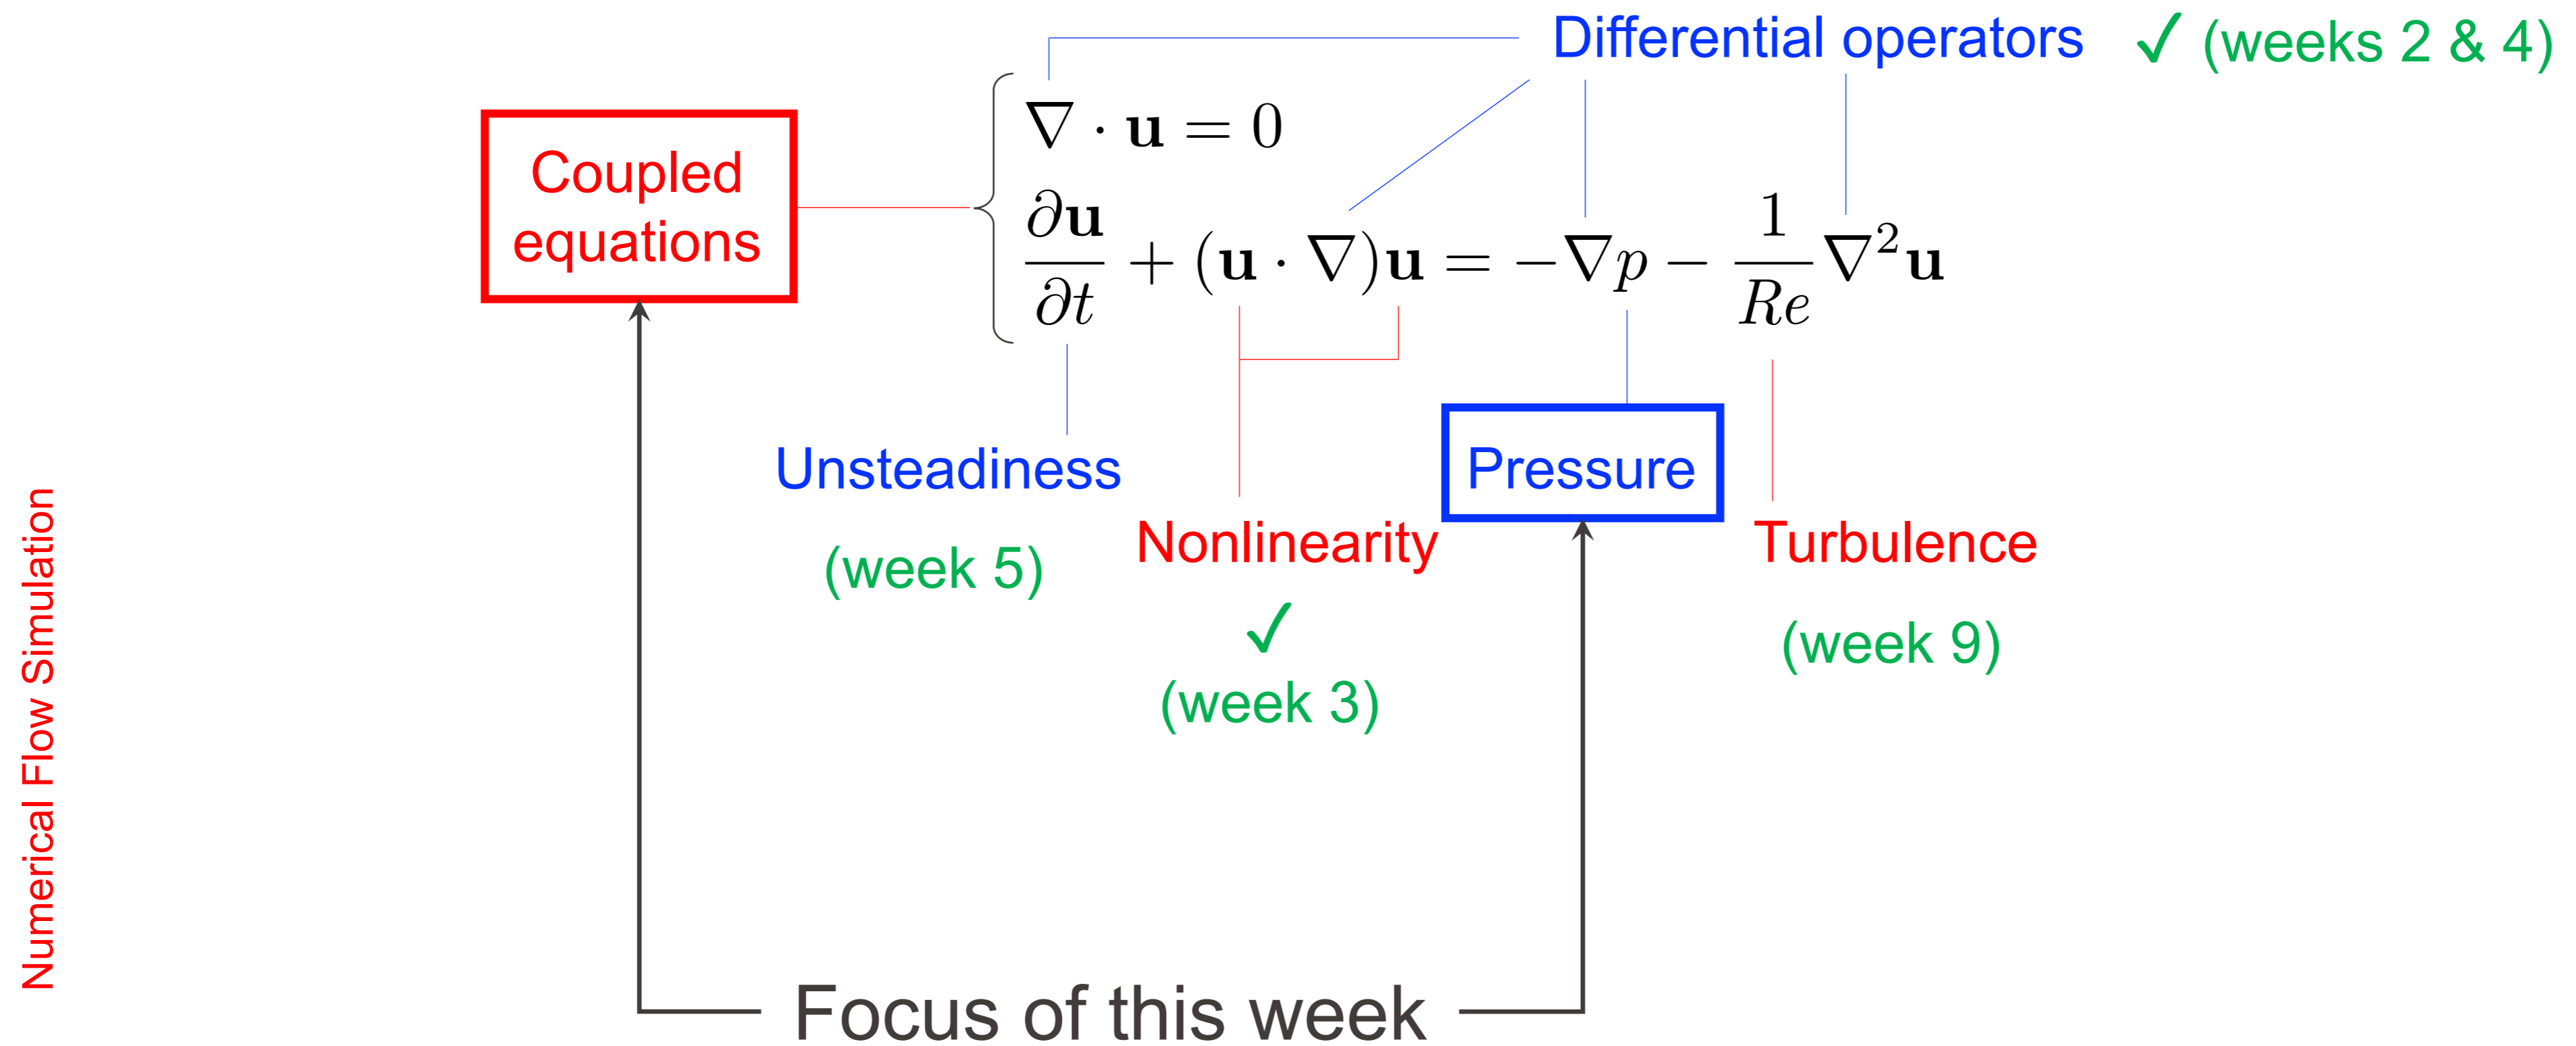 Differential operators ✓ (weeks 2 & 4)
Coupled
equations
∇ · u = 0
∂u/∂t + (u · ∇)u = −∇p − 1/Re ∇²u
Unsteadiness
(week 5)
Nonlinearity
✓
(week 3)
Pressure
Turbulence
(week 9)
Focus of this week
Numerical Flow Simulation